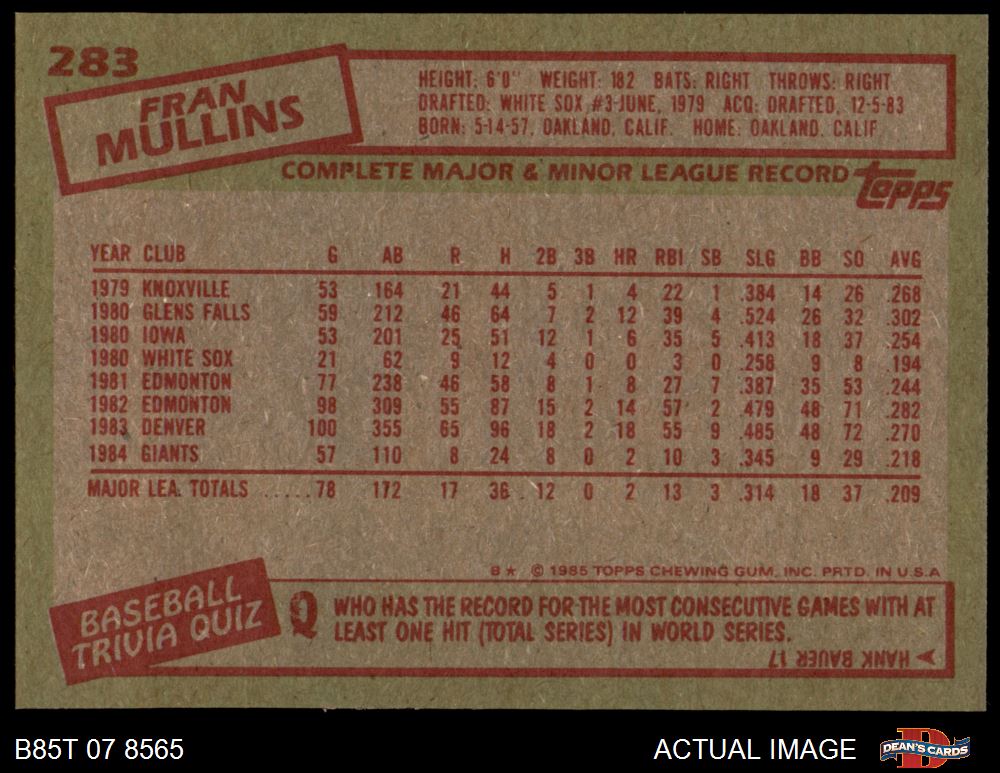 283
FRAN
MULLINS
HEIGHT: 6'0" WEIGHT: 182 BATS: RIGHT THROWS: RIGHT
DRAFTED: WHITE SOX #3-JUNE, 1979 ACQ: DRAFTED, 12-5-83
BORN: 5-14-57, OAKLAND, CALIF. HOME: OAKLAND, CALIF
COMPLETE MAJOR & MINOR LEAGUE RECORD topps
YEAR CLUB G AB R H 2B 3B HR RBI SB SLG BB SO AVG
1979 KNOXVILLE 53 164 21 44 5 1 4 22 1 .384 14 26 .268
1980 GLENS FALLS 59 212 46 64 7 2 12 39 4 .524 26 32 .302
1980 IOWA 53 201 25 51 12 1 6 35 5 .413 18 37 .254
1980 WHITE SOX 21 62 9 12 4 0 0 3 0 .258 9 8 .194
1981 EDMONTON 77 238 46 58 8 1 8 27 7 .387 35 53 .244
1982 EDMONTON 98 309 55 87 15 2 14 57 2 .479 48 71 .282
1983 DENVER 100 355 65 96 18 2 18 55 9 .485 48 72 .270
1984 GIANTS 57 110 8 24 8 0 2 10 3 .345 9 29 .218
MAJOR LEA. TOTALS .....78 172 17 36 12 0 2 13 3 .314 18 37 .209
B* © 1985 TOPPS CHEWING GUM, INC. PRTD. IN U.S.A
BASEBALL
TRIVIA QUIZ
Q WHO HAS THE RECORD FOR THE MOST CONSECUTIVE GAMES WITH AT
LEAST ONE HIT (TOTAL SERIES) IN WORLD SERIES.
HANK BAUER 17
B85T 07 8565
ACTUAL IMAGE
DEAN'S CARDS